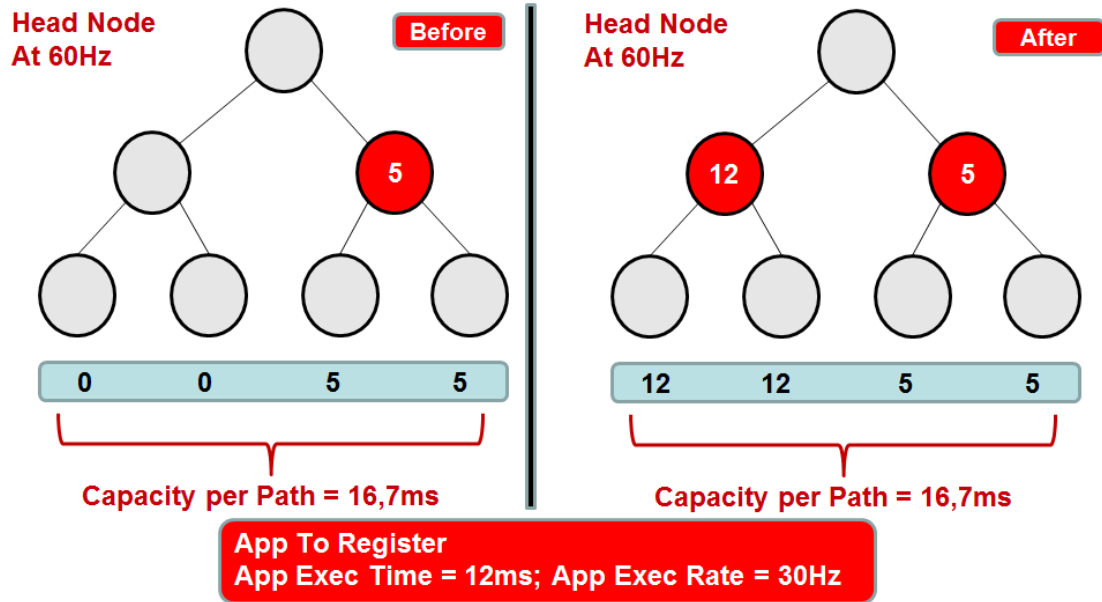 Head Node
At 60Hz
Before
5
0 0 5 5
Capacity per Path = 16,7ms
Head Node
At 60Hz
After
12 5
12 12 5 5
Capacity per Path = 16,7ms
App To Register
App Exec Time = 12ms; App Exec Rate = 30Hz